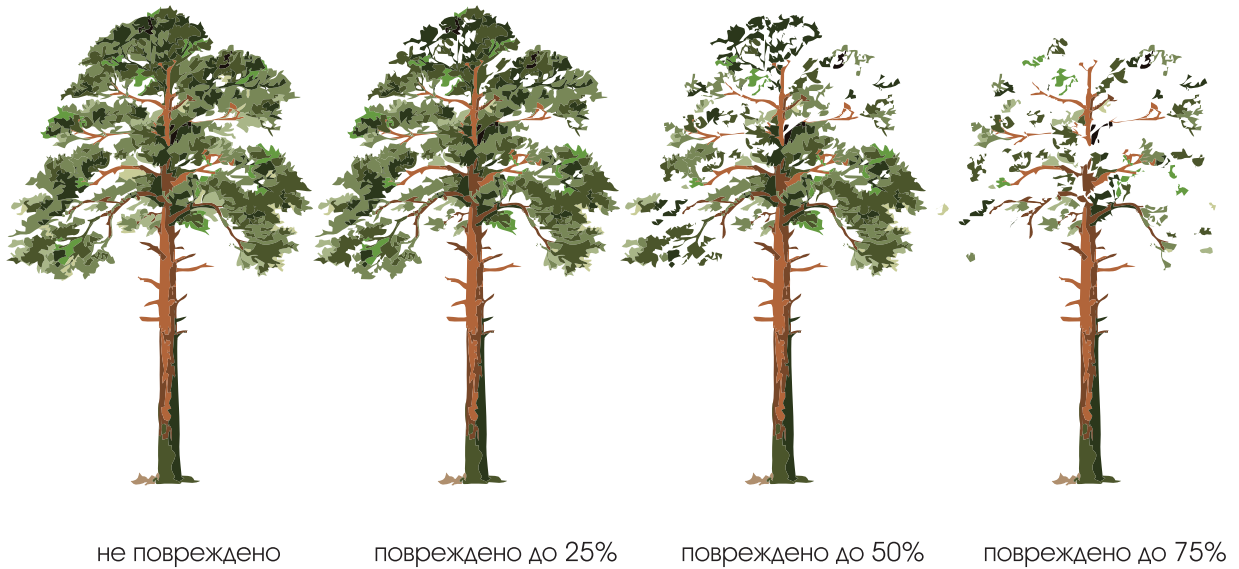 не повреждено
повреждено до 25%
повреждено до 50%
повреждено до 75%